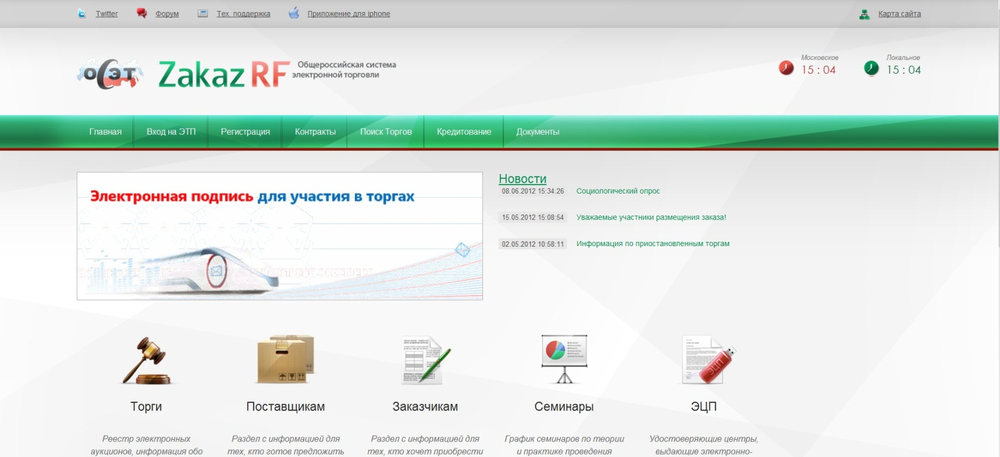 Twitter Форум Тех. поддержка Приложение для iphone Карта сайта
ОСЭТ Zakaz RF Общероссийская система
электронной торговли
Московское
15 : 04
Локальное
15 : 04
Главная Вход на ЭТП Регистрация Контракты Поиск Торгов Кредитование Документы
Электронная подпись для участия в торгах
Новости
08.06.2012 15:34:26 Социологический опрос
15.05.2012 15:08:54 Уважаемые участники размещения заказа!
02.05.2012 10:58:11 Информация по приостановленным торгам
ЭЦП
Торги
Реестр электронных
аукционов, информация обо
Поставщикам
Раздел с информацией для
тех, кто готов предложить
Заказчикам
Раздел с информацией для
тех, кто хочет приобрести
Семинары
График семинаров по теории
и практике проведения
ЭЦП
Удостоверяющие центры,
выдающие электронно-